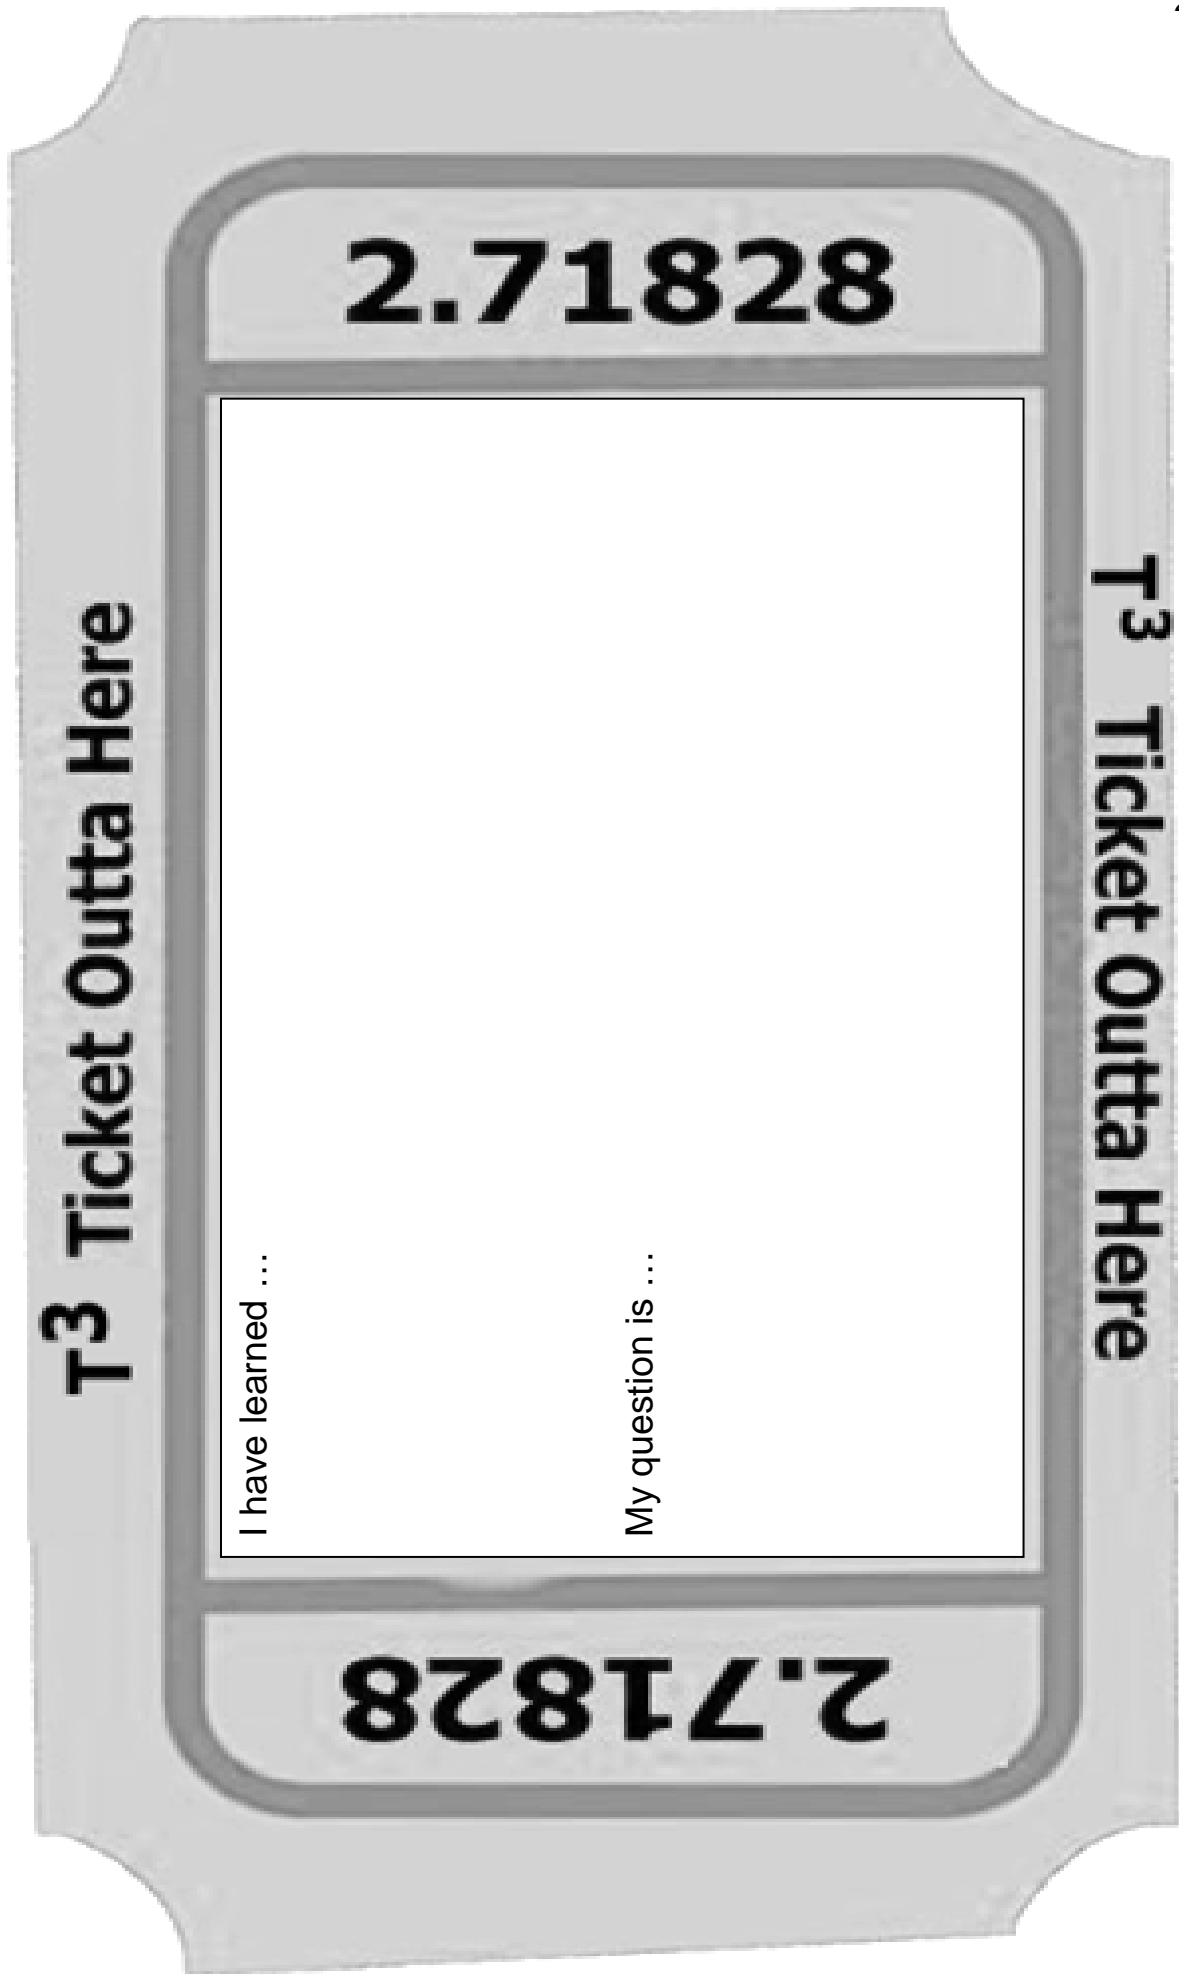 2.71828
T³ Ticket Outta Here
I have learned …
My question is …
T³ Ticket Outta Here
2.71828